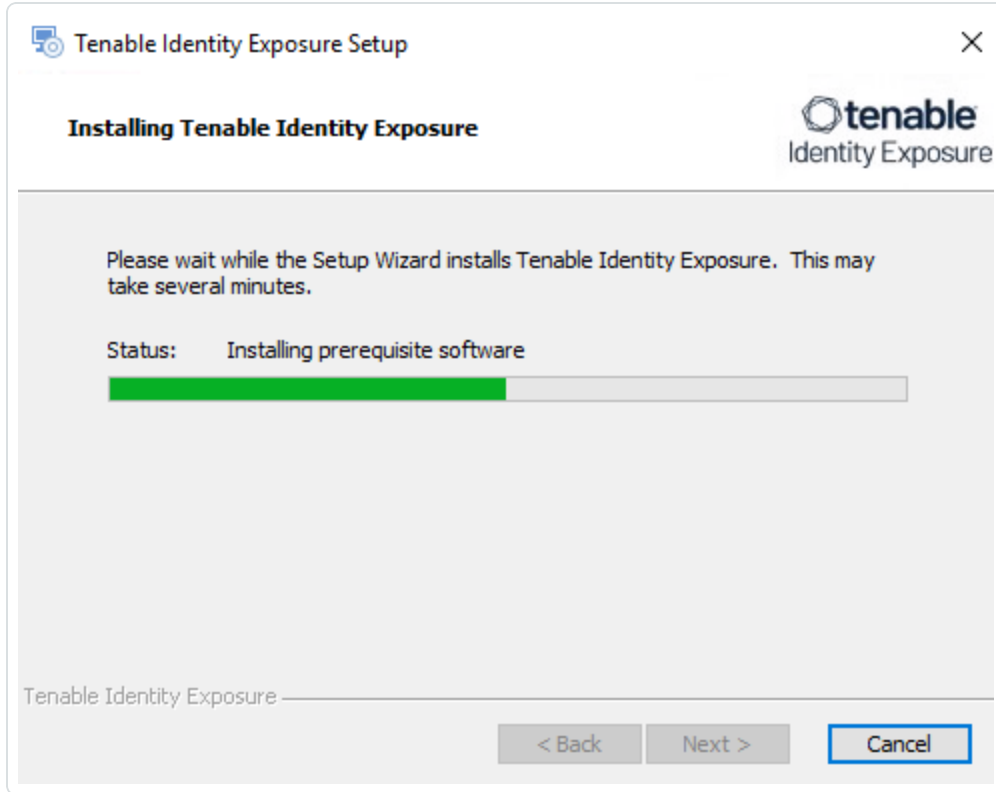 Tenable Identity Exposure Setup
Installing Tenable Identity Exposure
tenable
Identity Exposure
Please wait while the Setup Wizard installs Tenable Identity Exposure. This may
take several minutes.
Status: Installing prerequisite software
Tenable Identity Exposure
< Back Next > Cancel